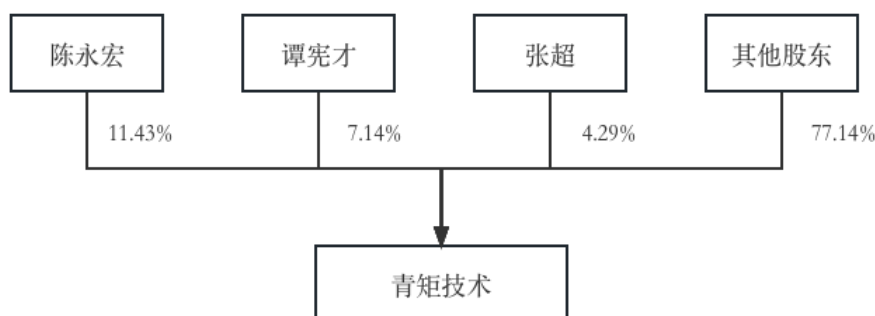 陈永宏
谭宪才
张超
其他股东
11.43%
7.14%
4.29%
77.14%
青矩技术